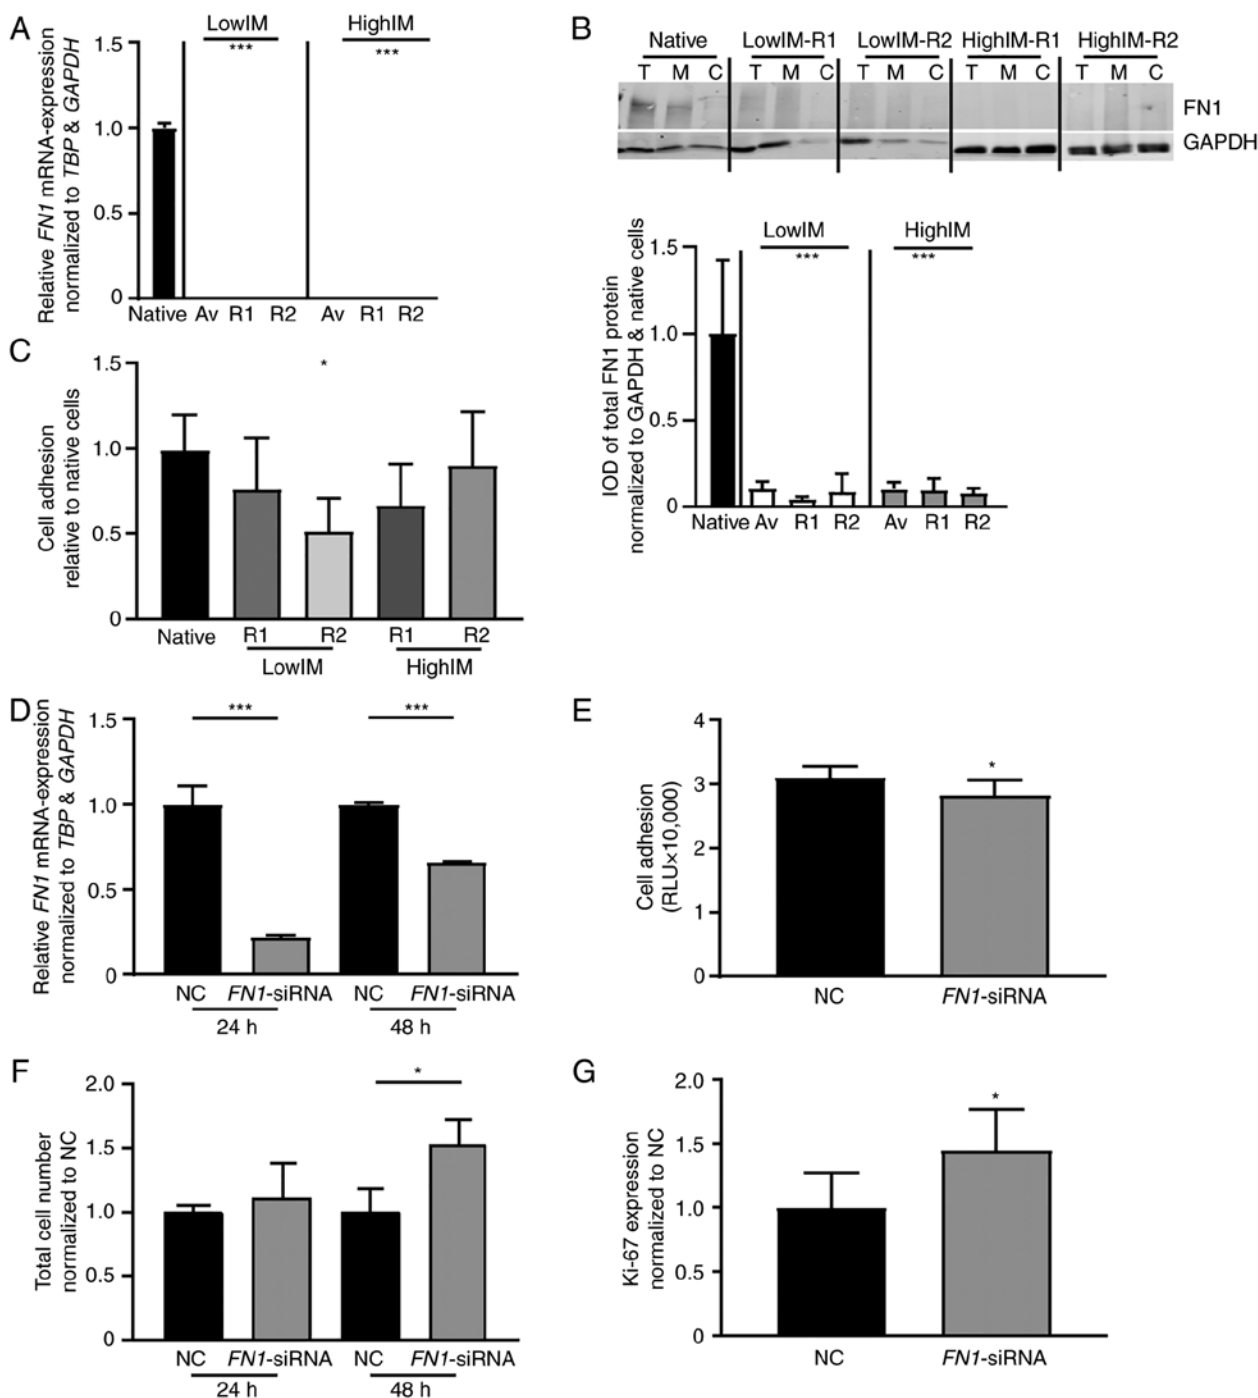 A
LowIM
HighIM
***
***
Relative FN1 mRNA-expression
normalized to TBP & GAPDH
1.5
1.0
0.5
0
Native Av R1 R2 Av R1 R2
B
Native LowIM-R1 LowIM-R2 HighIM-R1 HighIM-R2
T M C T M C T M C T M C T M C
FN1
GAPDH
LowIM
HighIM
***
***
IOD of total FN1 protein
normalized to GAPDH & native cells
1.5
1.0
0.5
0
Native Av R1 R2 Av R1 R2
C
*
Cell adhesion
relative to native cells
1.5
1.0
0.5
0
Native R1 R2 R1 R2
LowIM HighIM
D
***
***
Relative FN1 mRNA-expression
normalized to TBP & GAPDH
1.5
1.0
0.5
0
NC FN1-siRNA NC FN1-siRNA
24 h 48 h
E
*
Cell adhesion
(RLU×10,000)
4
3
2
1
0
NC FN1-siRNA
F
*
Total cell number
normalized to NC
2.0
1.5
1.0
0.5
0
NC FN1-siRNA NC FN1-siRNA
24 h 48 h
G
*
Ki-67 expression
normalized to NC
2.0
1.5
1.0
0.5
0
NC FN1-siRNA